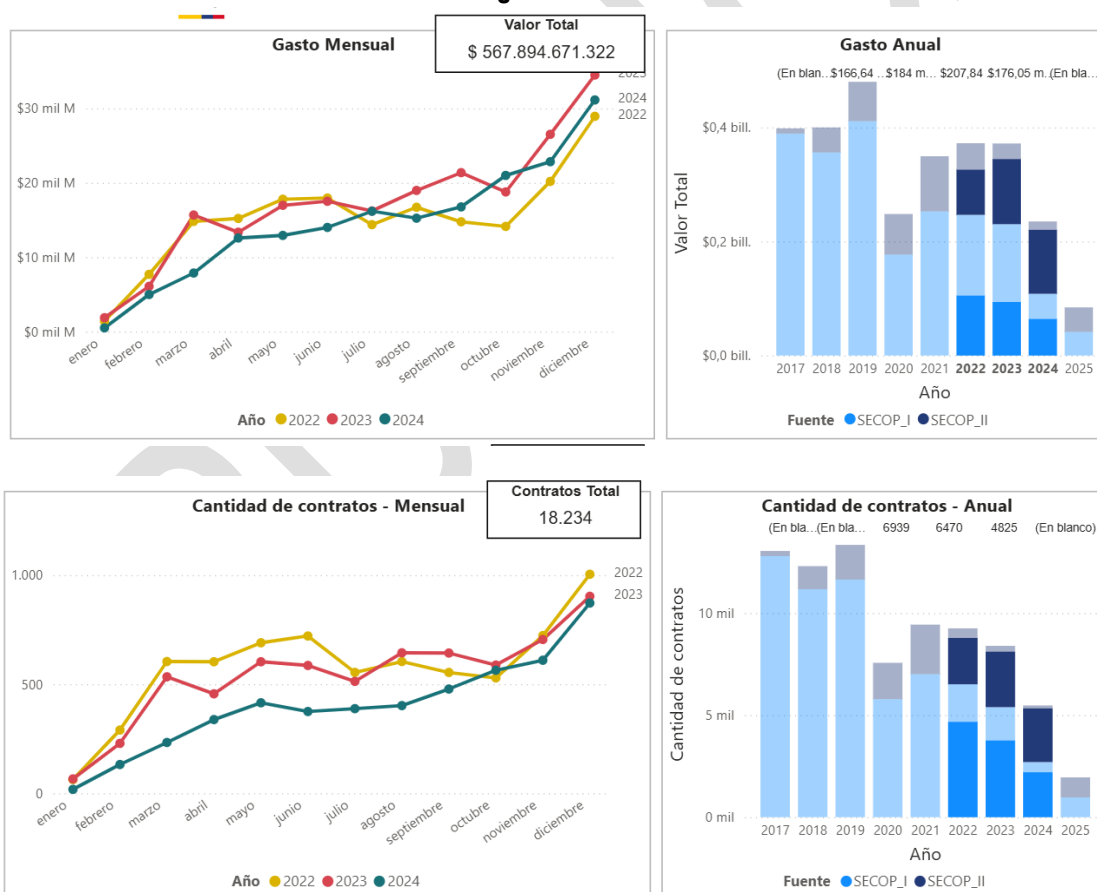 Valor Total
$ 567.894.671.322
Gasto Mensual
$30 mil M
$20 mil M
$10 mil M
$0 mil M
2024
2022
enero
febrero
marzo
abril
mayo
junio
julio
agosto
septiembre
octubre
noviembre
diciembre
Año 2022 2023 2024
Gasto Anual
(En blan... $166,64 ... $184 m... $207,84 $176,05 m... (En bla...
Valor Total
$0,4 bill.
$0,2 bill.
$0,0 bill.
2017 2018 2019 2020 2021 2022 2023 2024 2025
Año
Fuente SECOP_I SECOP_II
Contratos Total
18.234
Cantidad de contratos - Mensual
1.000
500
0
2022
2023
enero
febrero
marzo
abril
mayo
junio
julio
agosto
septiembre
octubre
noviembre
diciembre
Año 2022 2023 2024
Cantidad de contratos - Anual
(En bla... (En bla... 6939 6470 4825 (En blanco)
Cantidad de contratos
10 mil
5 mil
0 mil
2017 2018 2019 2020 2021 2022 2023 2024 2025
Año
Fuente SECOP_I SECOP_II